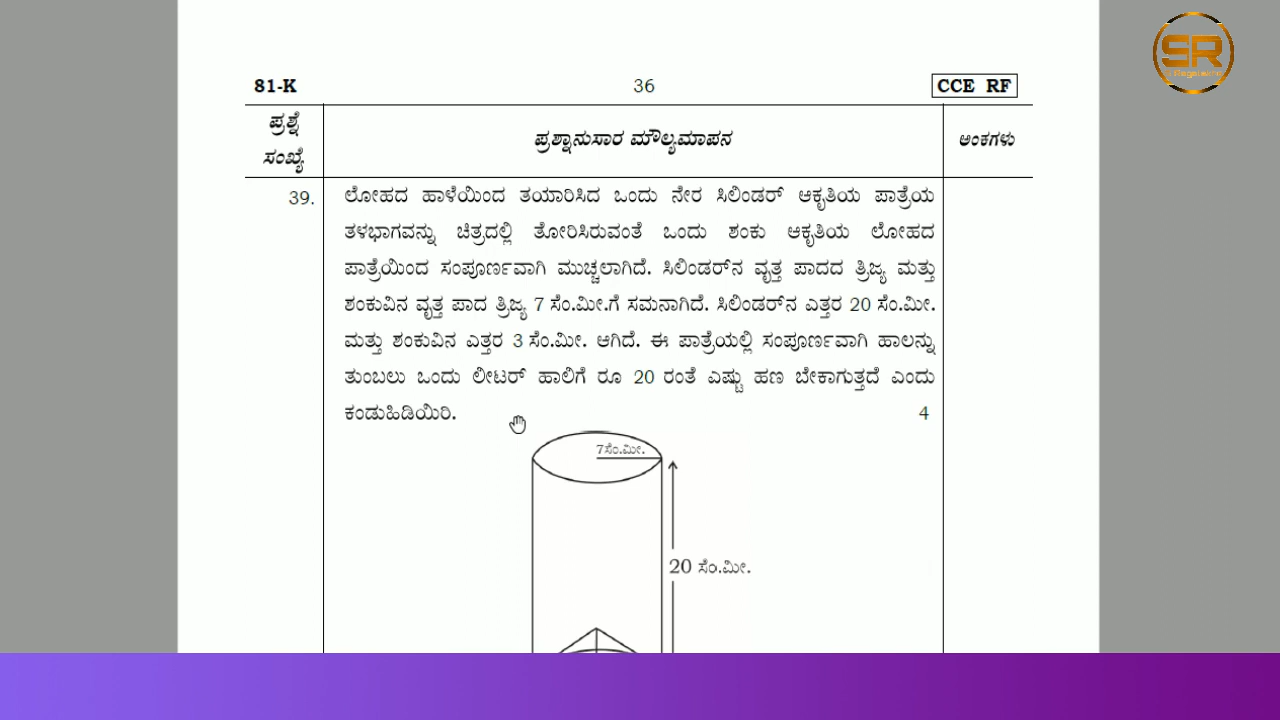 SR
81-K 36 CCE RF
ಪ್ರಶ್ನೆ ಸಂಖ್ಯೆ ಪ್ರಶ್ನಾನುಸಾರ ಮೌಲ್ಯಮಾಪನ ಅಂಕಗಳು
39. ಲೋಹದ ಹಾಳೆಯಿಂದ ತಯಾರಿಸಿದ ಒಂದು ನೇರ ಸಿಲಿಂಡರ್ ಆಕೃತಿಯ ಪಾತ್ರೆಯ
ತಳಭಾಗವನ್ನು ಚಿತ್ರದಲ್ಲಿ ತೋರಿಸಿರುವಂತೆ ಒಂದು ಶಂಕು ಆಕೃತಿಯ ಲೋಹದ
ಪಾತ್ರೆಯಿಂದ ಸಂಪೂರ್ಣವಾಗಿ ಮುಚ್ಚಲಾಗಿದೆ. ಸಿಲಿಂಡರ್‌ನ ವೃತ್ತ ಪಾದದ ತ್ರಿಜ್ಯ ಮತ್ತು
ಶಂಕುವಿನ ವೃತ್ತ ಪಾದ ತ್ರಿಜ್ಯ 7 ಸೆಂ.ಮೀ.ಗೆ ಸಮನಾಗಿದೆ. ಸಿಲಿಂಡರ್‌ನ ಎತ್ತರ 20 ಸೆಂ.ಮೀ.
ಮತ್ತು ಶಂಕುವಿನ ಎತ್ತರ 3 ಸೆಂ.ಮೀ. ಆಗಿದೆ. ಈ ಪಾತ್ರೆಯಲ್ಲಿ ಸಂಪೂರ್ಣವಾಗಿ ಹಾಲನ್ನು
ತುಂಬಲು ಒಂದು ಲೀಟರ್ ಹಾಲಿಗೆ ರೂ 20 ರಂತೆ ಎಷ್ಟು ಹಣ ಬೇಕಾಗುತ್ತದೆ ಎಂದು
ಕಂಡುಹಿಡಿಯಿರಿ. 4
7ಸೆಂ.ಮೀ.
20 ಸೆಂ.ಮೀ.